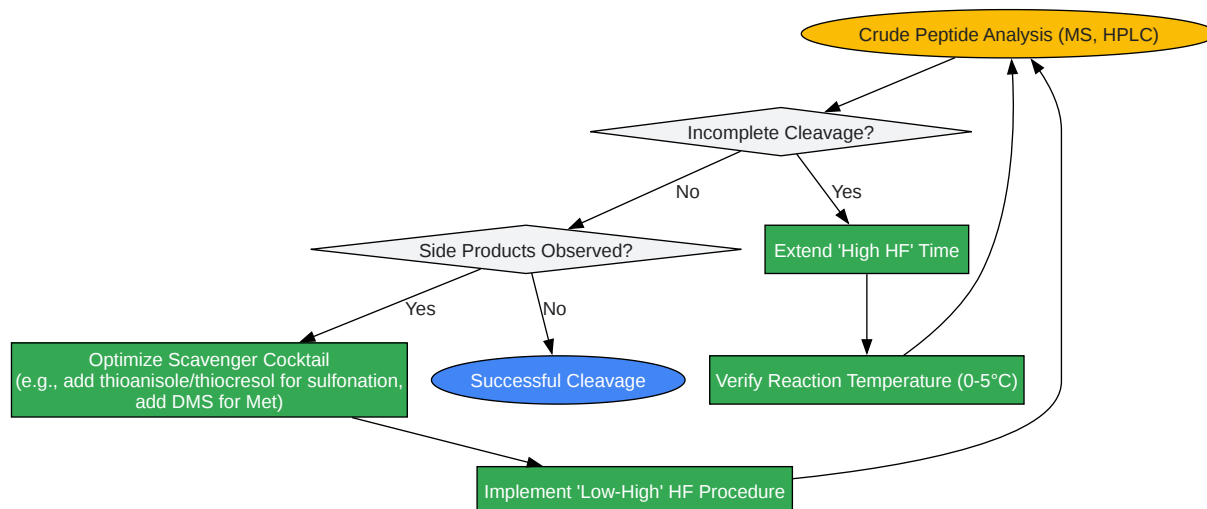 Crude Peptide Analysis (MS, HPLC)
Incomplete Cleavage?
No
Yes
Side Products Observed?
Extend 'High HF' Time
Yes
No
Optimize Scavenger Cocktail
(e.g., add thioanisole/thiocresol for sulfonation,
add DMS for Met)
Successful Cleavage
Verify Reaction Temperature (0-5°C)
Implement 'Low-High' HF Procedure